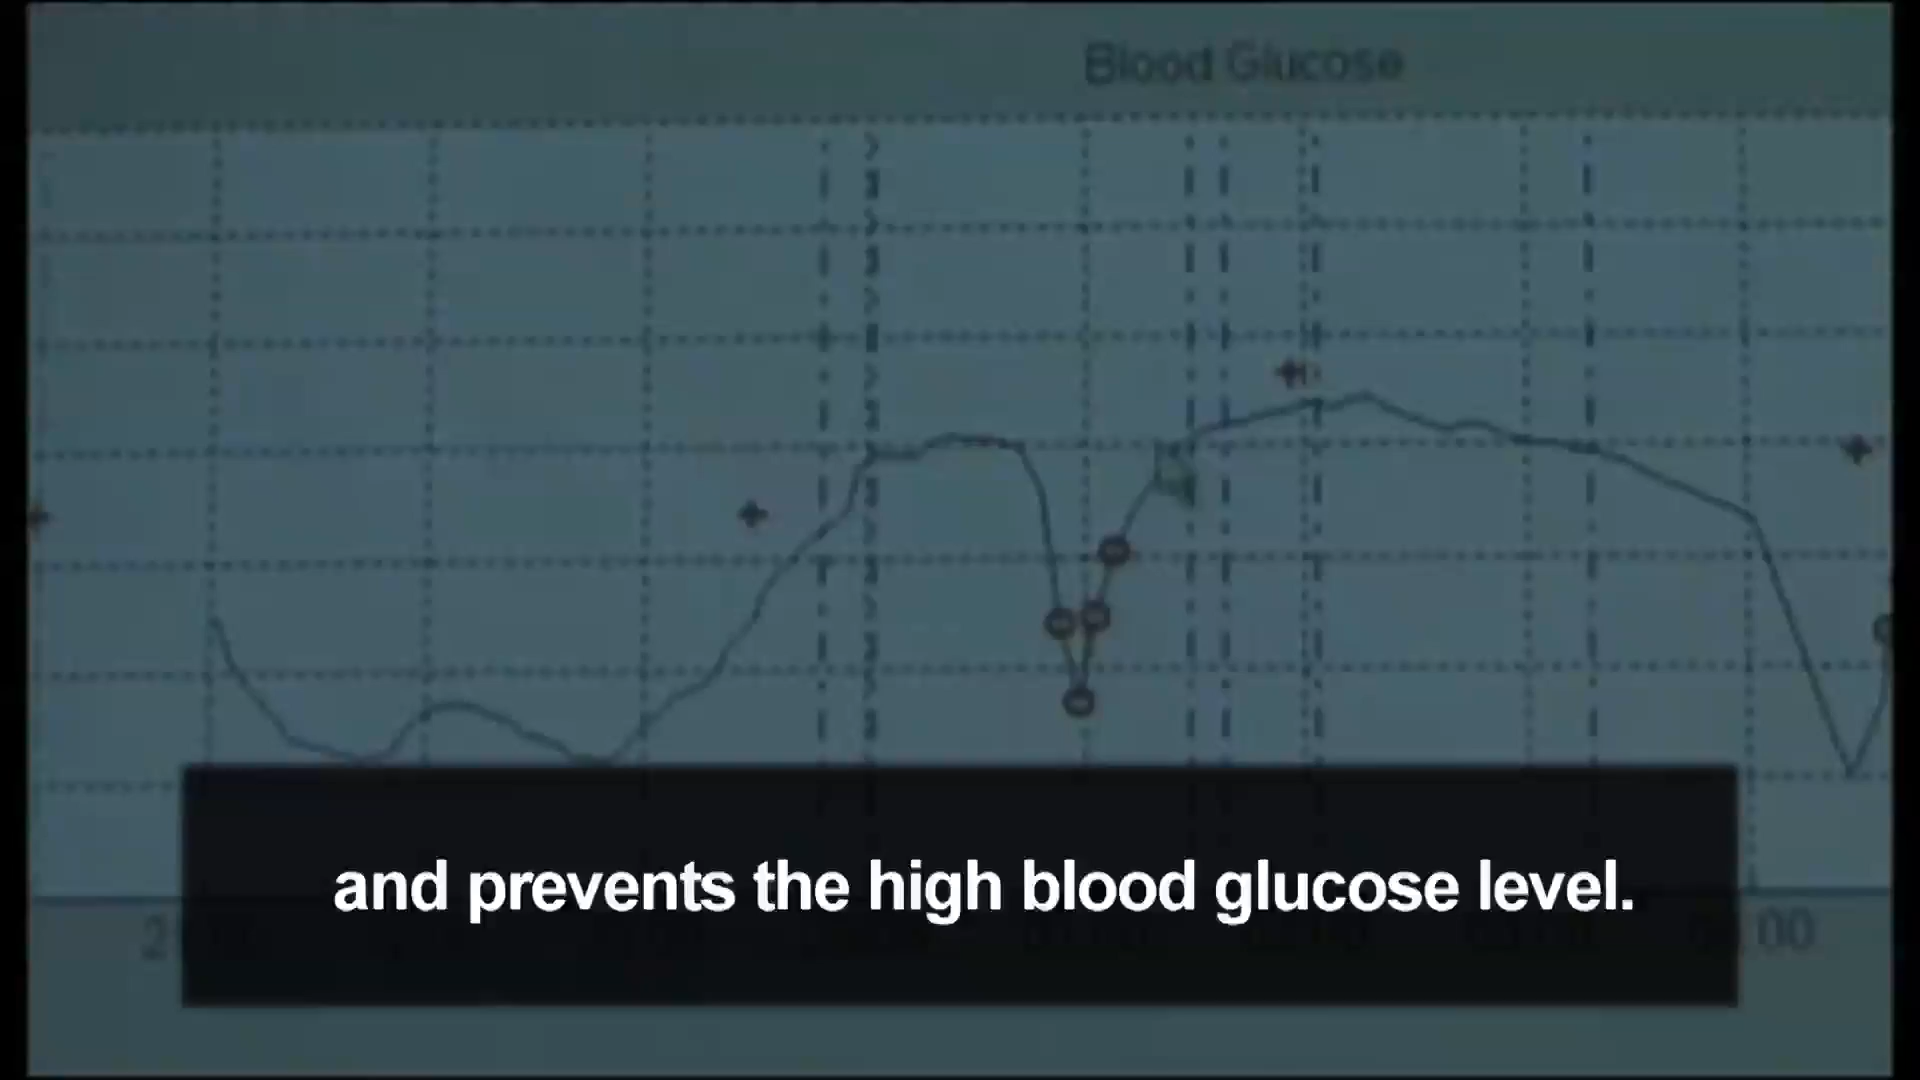 Blood Glucose
and prevents the high blood glucose level.